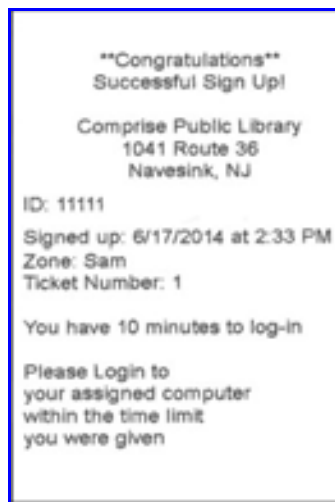 **Congratulations**
Successful Sign Up!
Comprise Public Library
1041 Route 36
Navesink, NJ
ID: 11111
Signed up: 6/17/2014 at 2:33 PM
Zone: Sam
Ticket Number: 1
You have 10 minutes to log-in
Please Login to
your assigned computer
within the time limit
you were given